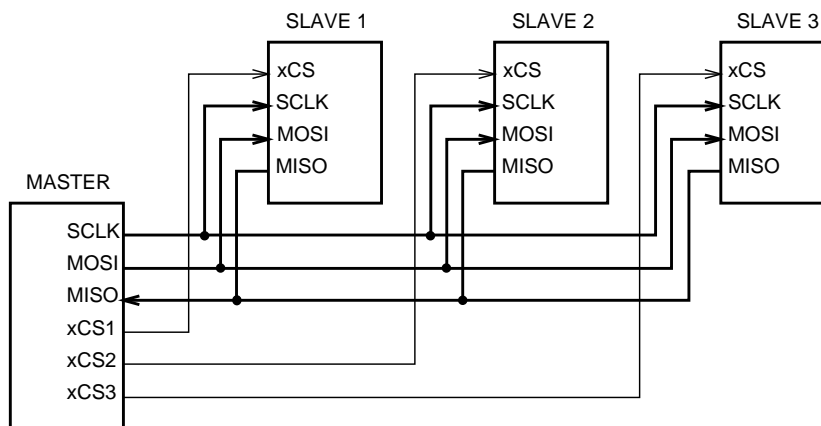 SLAVE 1
SLAVE 2
SLAVE 3
xCS
SCLK
MOSI
MISO
xCS
SCLK
MOSI
MISO
xCS
SCLK
MOSI
MISO
MASTER
SCLK
MOSI
MISO
xCS1
xCS2
xCS3